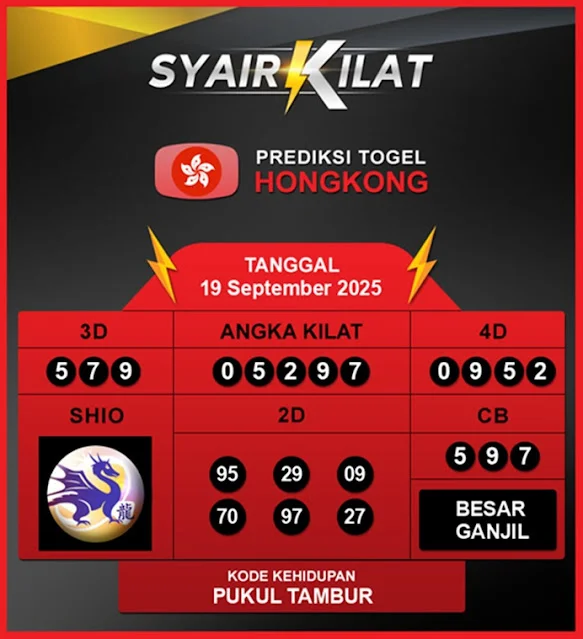 SYAIR KILAT
PREDIKSI TOGEL
HONGKONG
TANGGAL
19 September 2025
3D
ANGKA KILAT
4D
5 7 9
0 5 2 9 7
0 9 5 2
SHIO
2D
CB
龍
95 29 09
70 97 27
5 9 7
BESAR
GANJIL
KODE KEHIDUPAN
PUKUL TAMBUR